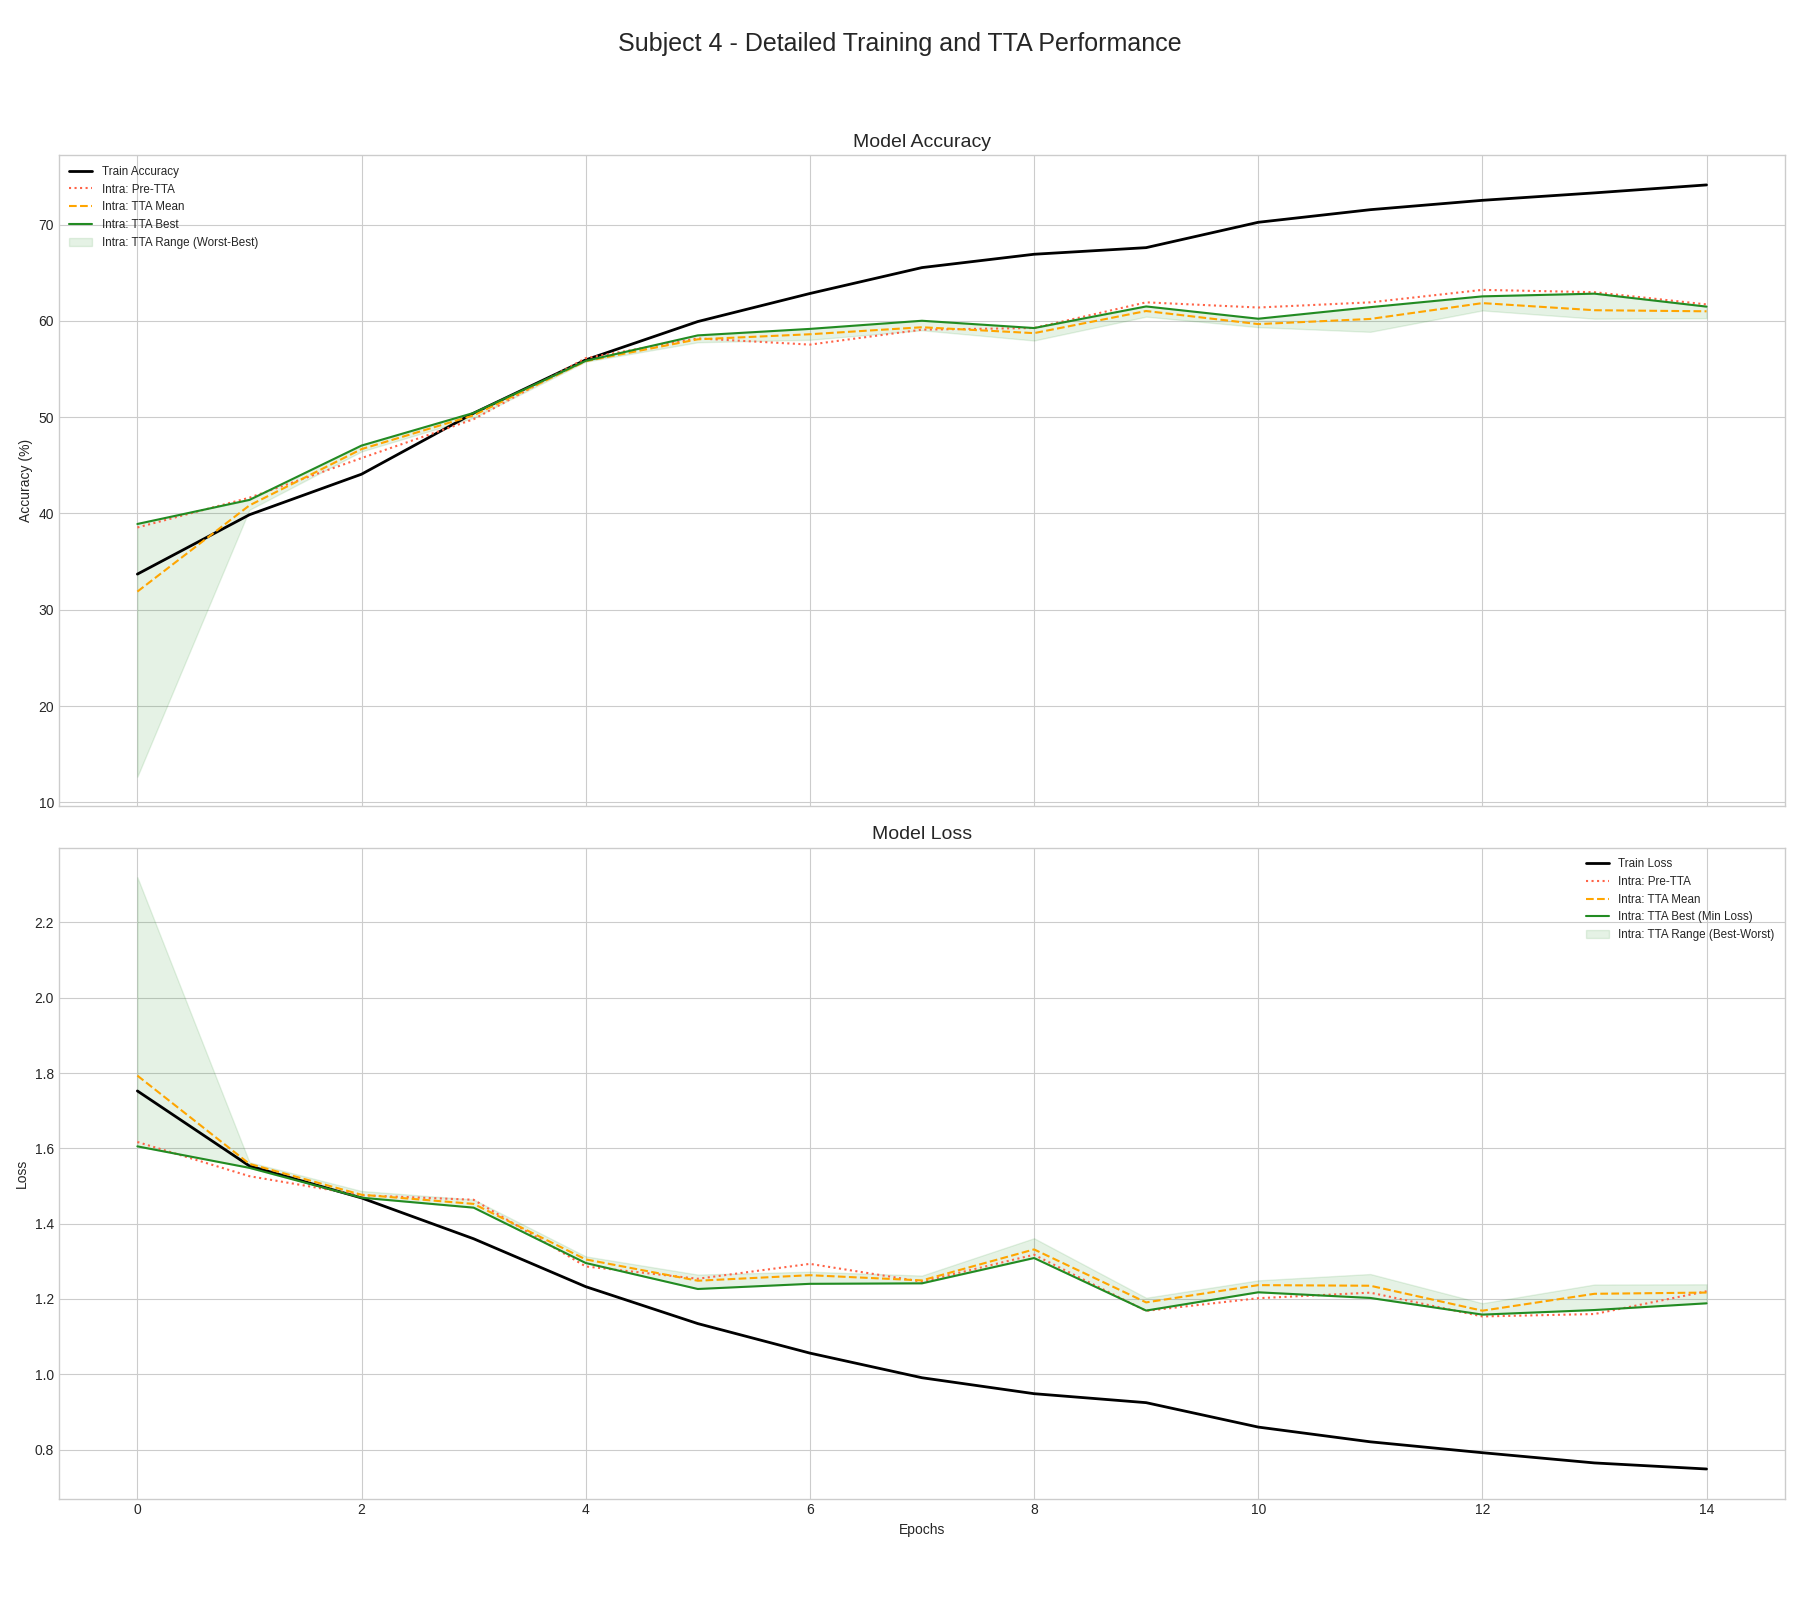 Subject 4 - Detailed Training and TTA Performance
Model Accuracy
Train Accuracy
Intra: Pre-TTA
Intra: TTA Mean
Intra: TTA Best
Intra: TTA Range (Worst-Best)
Accuracy (%)
70
60
50
40
30
20
10
Model Loss
Train Loss
Intra: Pre-TTA
Intra: TTA Mean
Intra: TTA Best (Min Loss)
Intra: TTA Range (Best-Worst)
Loss
2.2
2.0
1.8
1.6
1.4
1.2
1.0
0.8
0 2 4 6 8 10 12 14
Epochs